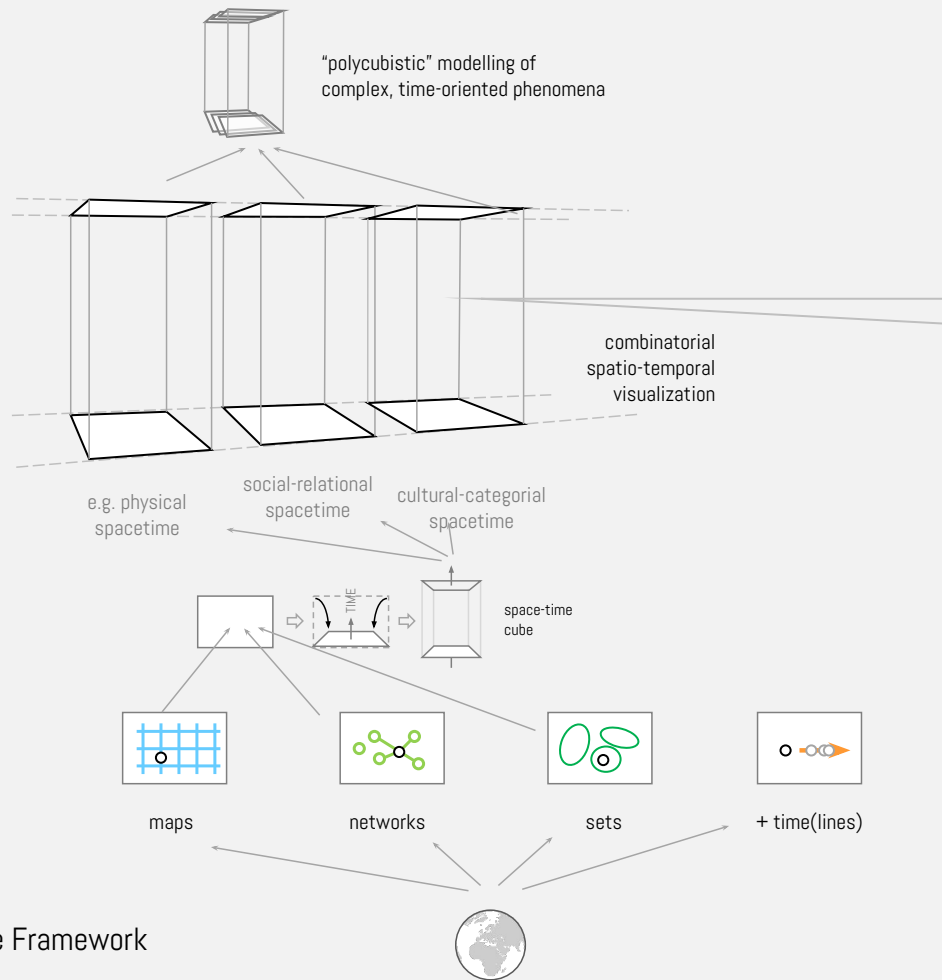 “polycubistic” modelling of
complex, time-oriented phenomena
combinatorial
spatio-temporal
visualization
e.g. physical
spacetime
social-relational
spacetime
cultural-categorial
spacetime
TIME
space-time
cube
maps
networks
sets
+ time(lines)
e Framework